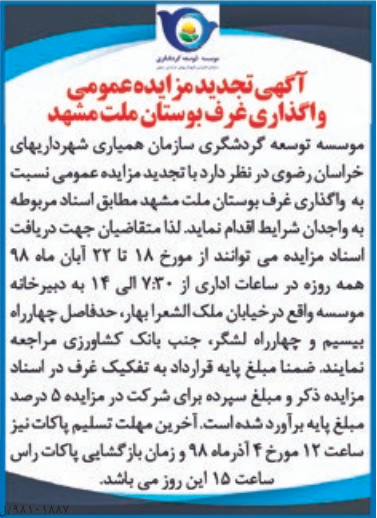 موسسه توسعه گردشگری
آگهی تجدید مزایده عمومی
واگذاری غرف بوستان ملت مشهد
موسسه توسعه گردشگری سازمان همیاری شهرداریهای
خراسان رضوی در نظر دارد با تجدید مزایده عمومی نسبت
به واگذاری غرف بوستان ملت مشهد مطابق اسناد مربوطه
به واجدان شرایط اقدام نماید. لذا متقاضیان جهت دریافت
اسناد مزایده می توانند از مورخ ۱۸ تا ۲۲ آبان ماه ۹۸
همه روزه در ساعات اداری از ۷:۳۰ الی ۱۴ به دبیرخانه
موسسه واقع در خیابان ملک الشعرا بهار، حدفاصل چهارراه
بیسیم و چهارراه لشگر، جنب بانک کشاورزی مراجعه
نمایند. ضمنا مبلغ پایه قرارداد به تفکیک غرف در اسناد
مزایده ذکر و مبلغ سپرده برای شرکت در مزایده ۵ درصد
مبلغ پایه برآورد شده است. آخرین مهلت تسلیم پاکات نیز
ساعت ۱۲ مورخ ۴ آذرماه ۹۸ و زمان بازگشایی پاکات راس
ساعت ۱۵ این روز می باشد.
۹۸۱۰۱۸۸۷/ل